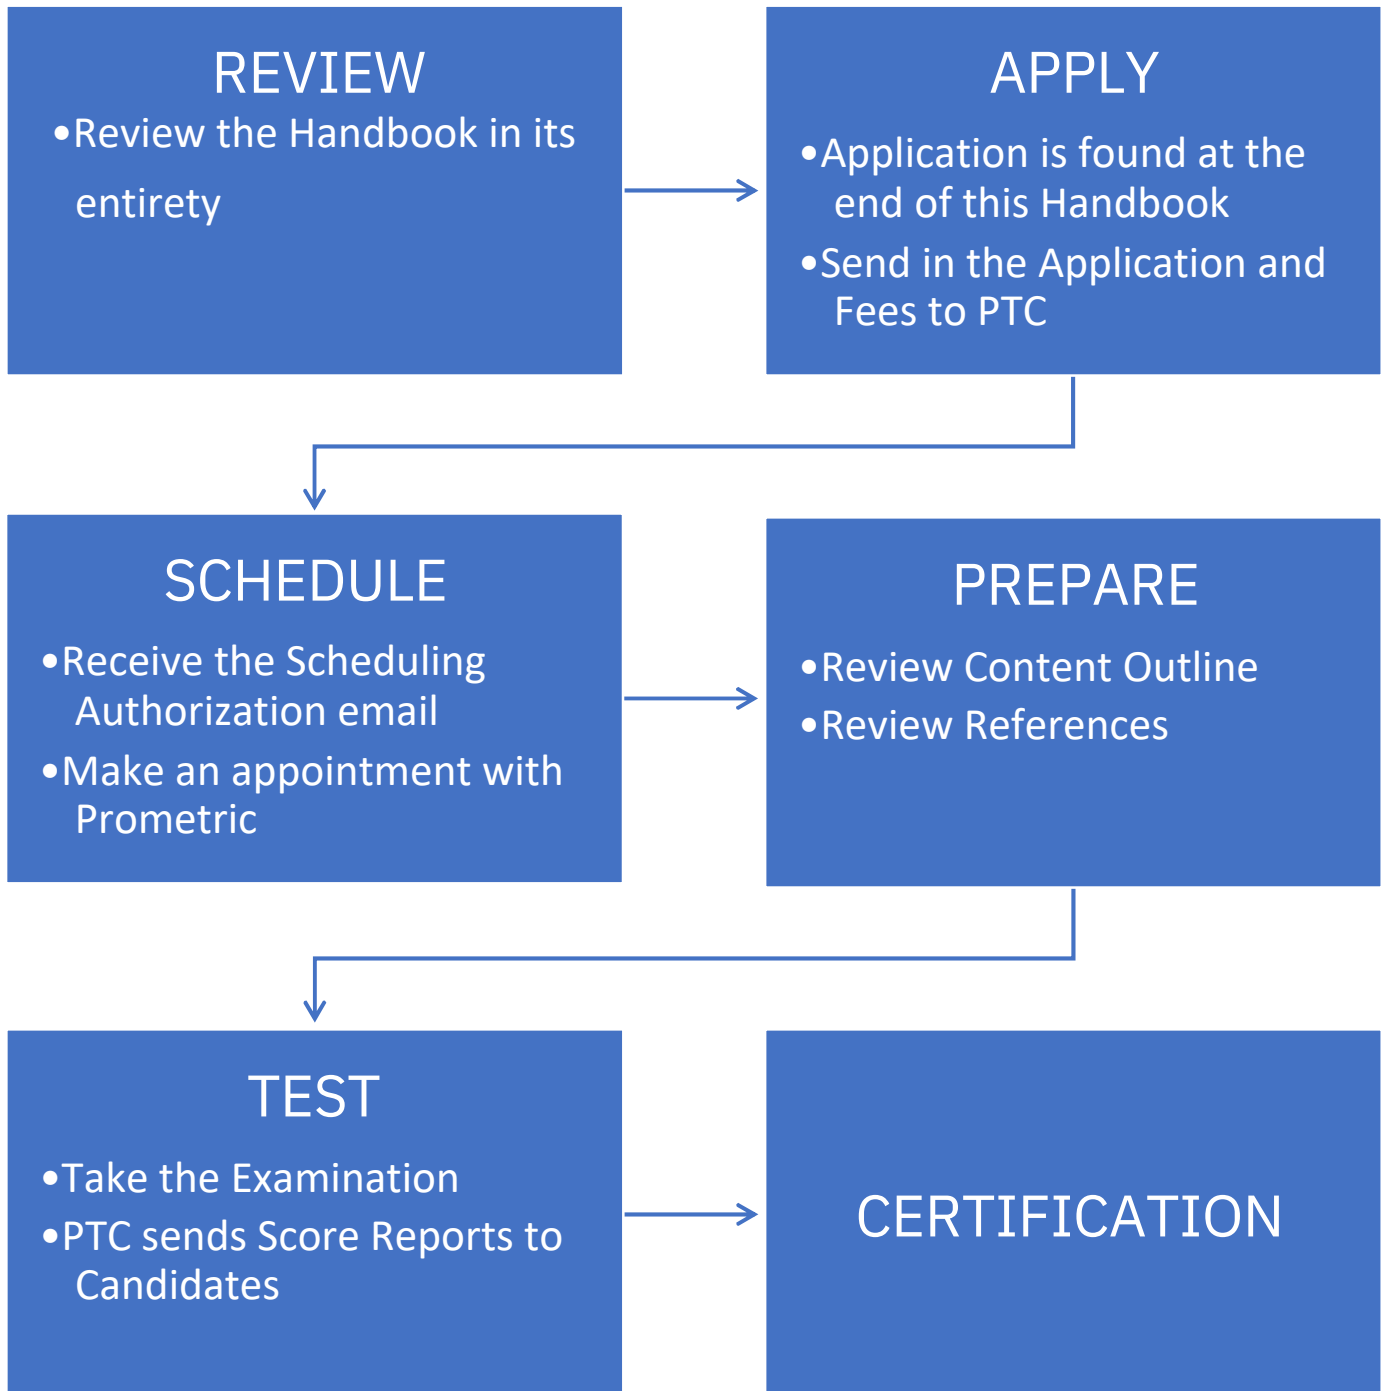 REVIEW
•Review the Handbook in its
entirety
APPLY
•Application is found at the
end of this Handbook
•Send in the Application and
Fees to PTC
SCHEDULE
•Receive the Scheduling
Authorization email
•Make an appointment with
Prometric
PREPARE
•Review Content Outline
•Review References
TEST
•Take the Examination
•PTC sends Score Reports to
Candidates
CERTIFICATION